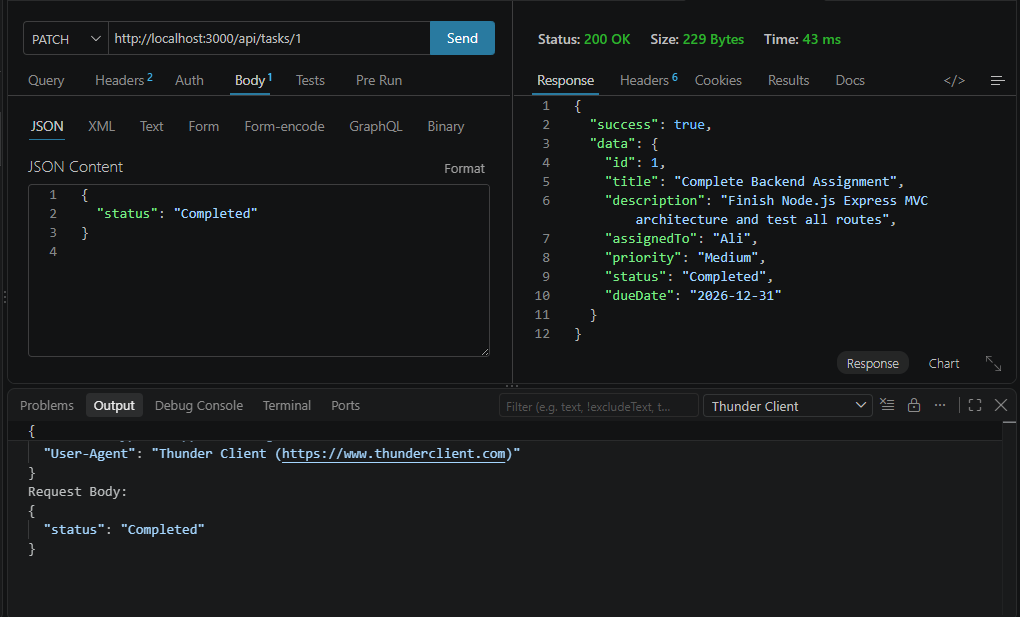 PATCH http://localhost:3000/api/tasks/1 Send
Query Headers 2 Auth Body 1 Tests Pre Run
JSON XML Text Form Form-encode GraphQL Binary
JSON Content Format
1 {
2 "status": "Completed"
3 }
4
Status: 200 OK Size: 229 Bytes Time: 43 ms
Response Headers 6 Cookies Results Docs </>
1 {
2 "success": true,
3 "data": {
4 "id": 1,
5 "title": "Complete Backend Assignment",
6 "description": "Finish Node.js Express MVC
architecture and test all routes",
7 "assignedTo": "Ali",
8 "priority": "Medium",
9 "status": "Completed",
10 "dueDate": "2026-12-31"
11 }
12 }
Response Chart
Problems Output Debug Console Terminal Ports Filter (e.g. text, !excludeText, t... Thunder Client
{
"User-Agent": "Thunder Client (https://www.thunderclient.com)"
}
Request Body:
{
"status": "Completed"
}